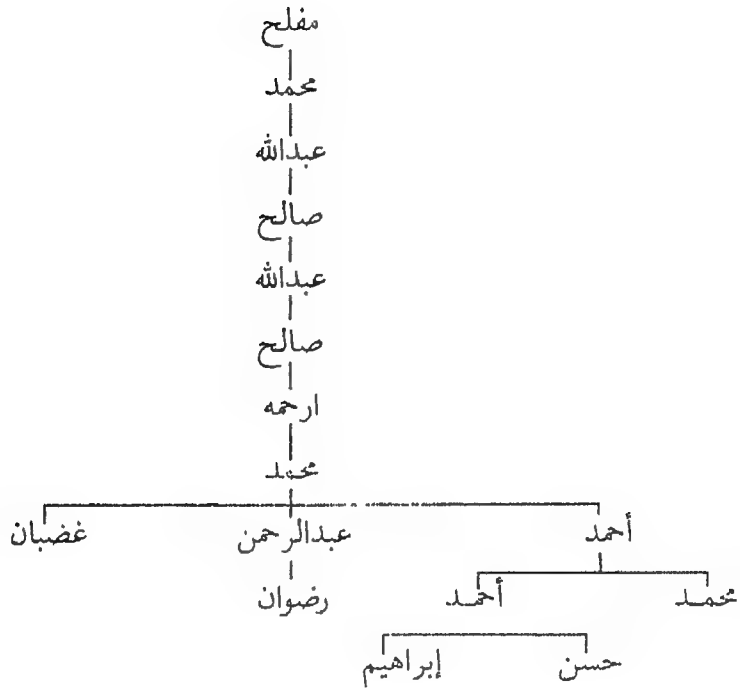 مفلح
محمد
عبدالله
صالح
عبدالله
صالح
ارحمه
محمد
أحمد عبدالرحمن غضبان
محمد أحمد رضوان
حسن إبراهيم